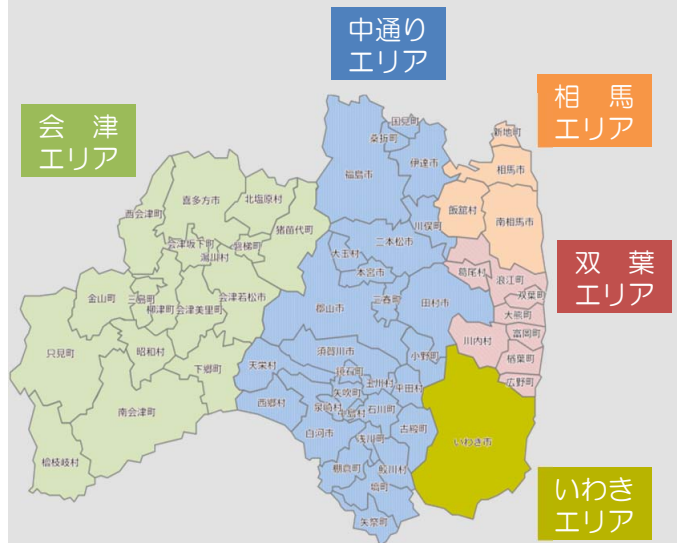 中通り
エリア
相 馬
エリア
会 津
エリア
双 葉
エリア
いわき
エリア
国見町
桑折町
新地町
伊達市
相馬市
福島市
喜多方市
北塩原村
西会津町
飯舘村
川俣町
南相馬市
猪苗代町
会津坂下町
磐梯町
湯川村
二本松市
大玉村
本宮市
葛尾村
浪江町
双葉町
金山町
三島町
柳津町
会津美里町
会津若松市
郡山市
三春町
田村市
大熊町
富岡町
川内村
楢葉町
只見町
昭和村
須賀川市
小野町
下郷町
天栄村
広野町
鏡石町
玉川村
平田村
矢吹町
西郷村
泉崎村
中島村
石川町
南会津町
白河市
浅川町
古殿町
いわき市
棚倉町
鮫川村
檜枝岐村
塙町
矢祭町